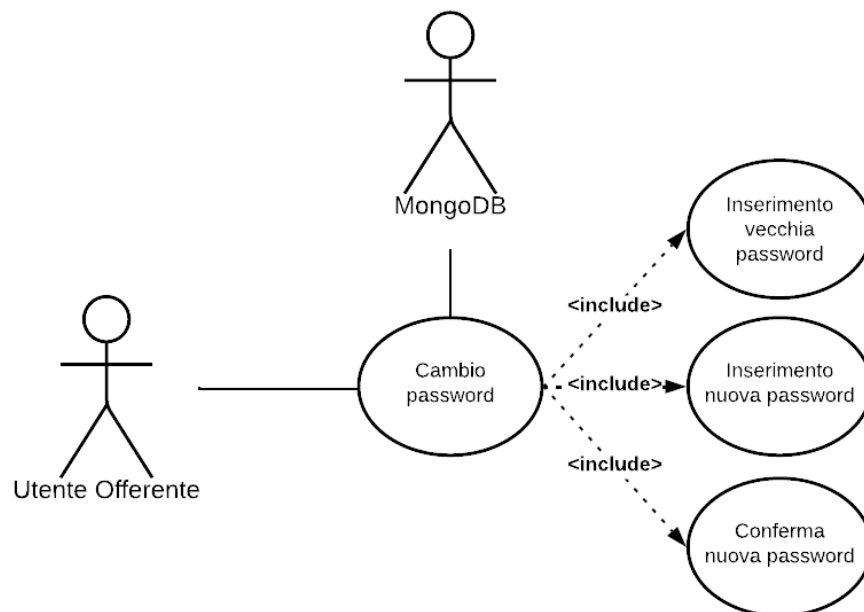 MongoDB
Inserimento
vecchia
password
<include>
Cambio
password
<include>
Inserimento
nuova password
Utente Offerente
<include>
Conferma
nuova password